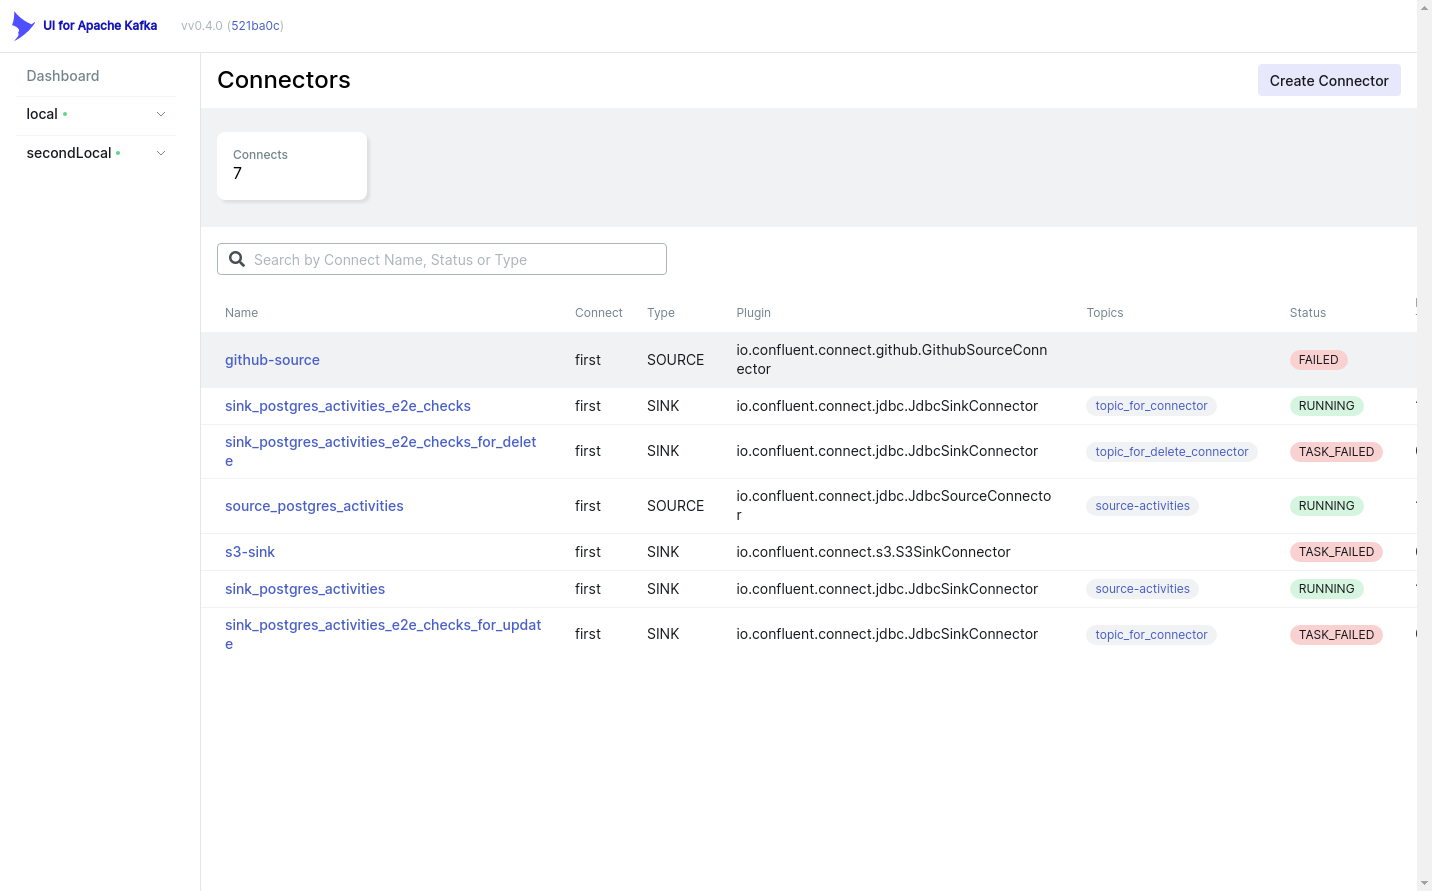 UI for Apache Kafka vv0.4.0 (521ba0c)
Dashboard
local
secondLocal
Connectors
Create Connector
Connects
7
Search by Connect Name, Status or Type
Name Connect Type Plugin Topics Status
github-source first SOURCE io.confluent.connect.github.GithubSourceConn
ector FAILED
sink_postgres_activities_e2e_checks first SINK io.confluent.connect.jdbc.JdbcSinkConnector topic_for_connector RUNNING
sink_postgres_activities_e2e_checks_for_delet
e first SINK io.confluent.connect.jdbc.JdbcSinkConnector topic_for_delete_connector TASK_FAILED
source_postgres_activities first SOURCE io.confluent.connect.jdbc.JdbcSourceConnecto
r source-activities RUNNING
s3-sink first SINK io.confluent.connect.s3.S3SinkConnector TASK_FAILED
sink_postgres_activities first SINK io.confluent.connect.jdbc.JdbcSinkConnector source-activities RUNNING
sink_postgres_activities_e2e_checks_for_updat
e first SINK io.confluent.connect.jdbc.JdbcSinkConnector topic_for_connector TASK_FAILED